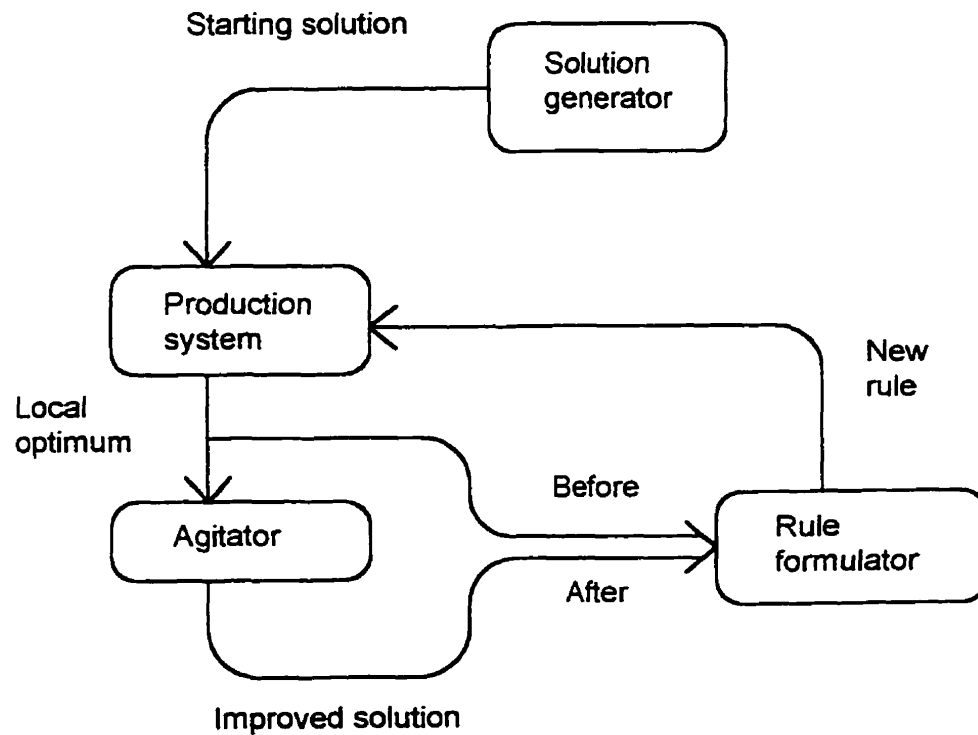 Starting solution
Solution
generator
Production
system
New
rule
Local
optimum
Before
Agitator
Rule
formulator
After
Improved solution